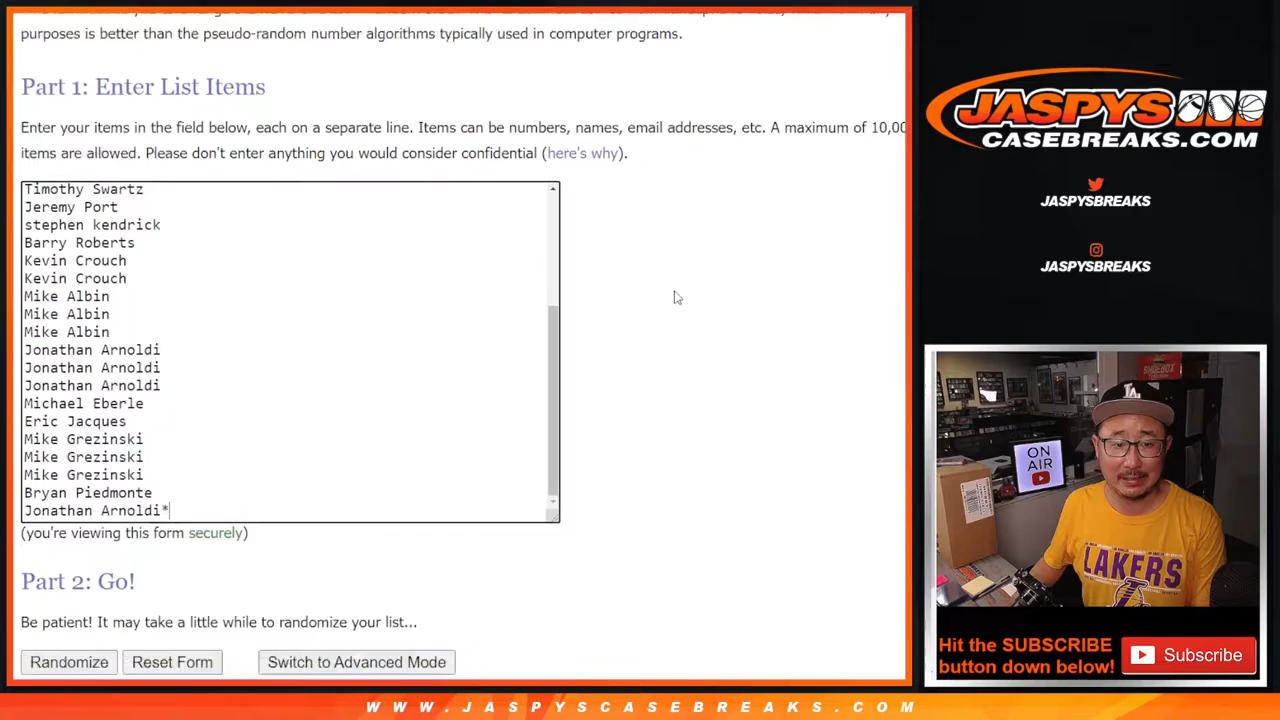 purposes is better than the pseudo-random number algorithms typically used in computer programs.
Part 1: Enter List Items
Enter your items in the field below, each on a separate line. Items can be numbers, names, email addresses, etc. A maximum of 10,00
items are allowed. Please don't enter anything you would consider confidential (here's why).
Timothy Swartz
Jeremy Port
stephen kendrick
Barry Roberts
Kevin Crouch
Kevin Crouch
Mike Albin
Mike Albin
Mike Albin
Jonathan Arnoldi
Jonathan Arnoldi
Jonathan Arnoldi
Michael Eberle
Eric Jacques
Mike Grezinski
Mike Grezinski
Mike Grezinski
Bryan Piedmonte
Jonathan Arnoldi*
(you're viewing this form securely)
Part 2: Go!
Be patient! It may take a little while to randomize your list...
Randomize
Reset Form
Switch to Advanced Mode
JASPYS
CASEBREAKS.COM
JASPYSBREAKS
JASPYSBREAKS
SHOEBOX
ON
AIR
LA
LAKERS
Hit the SUBSCRIBE
button down below!
Subscribe
WWW.JASPYSCASEBREAKS.COM